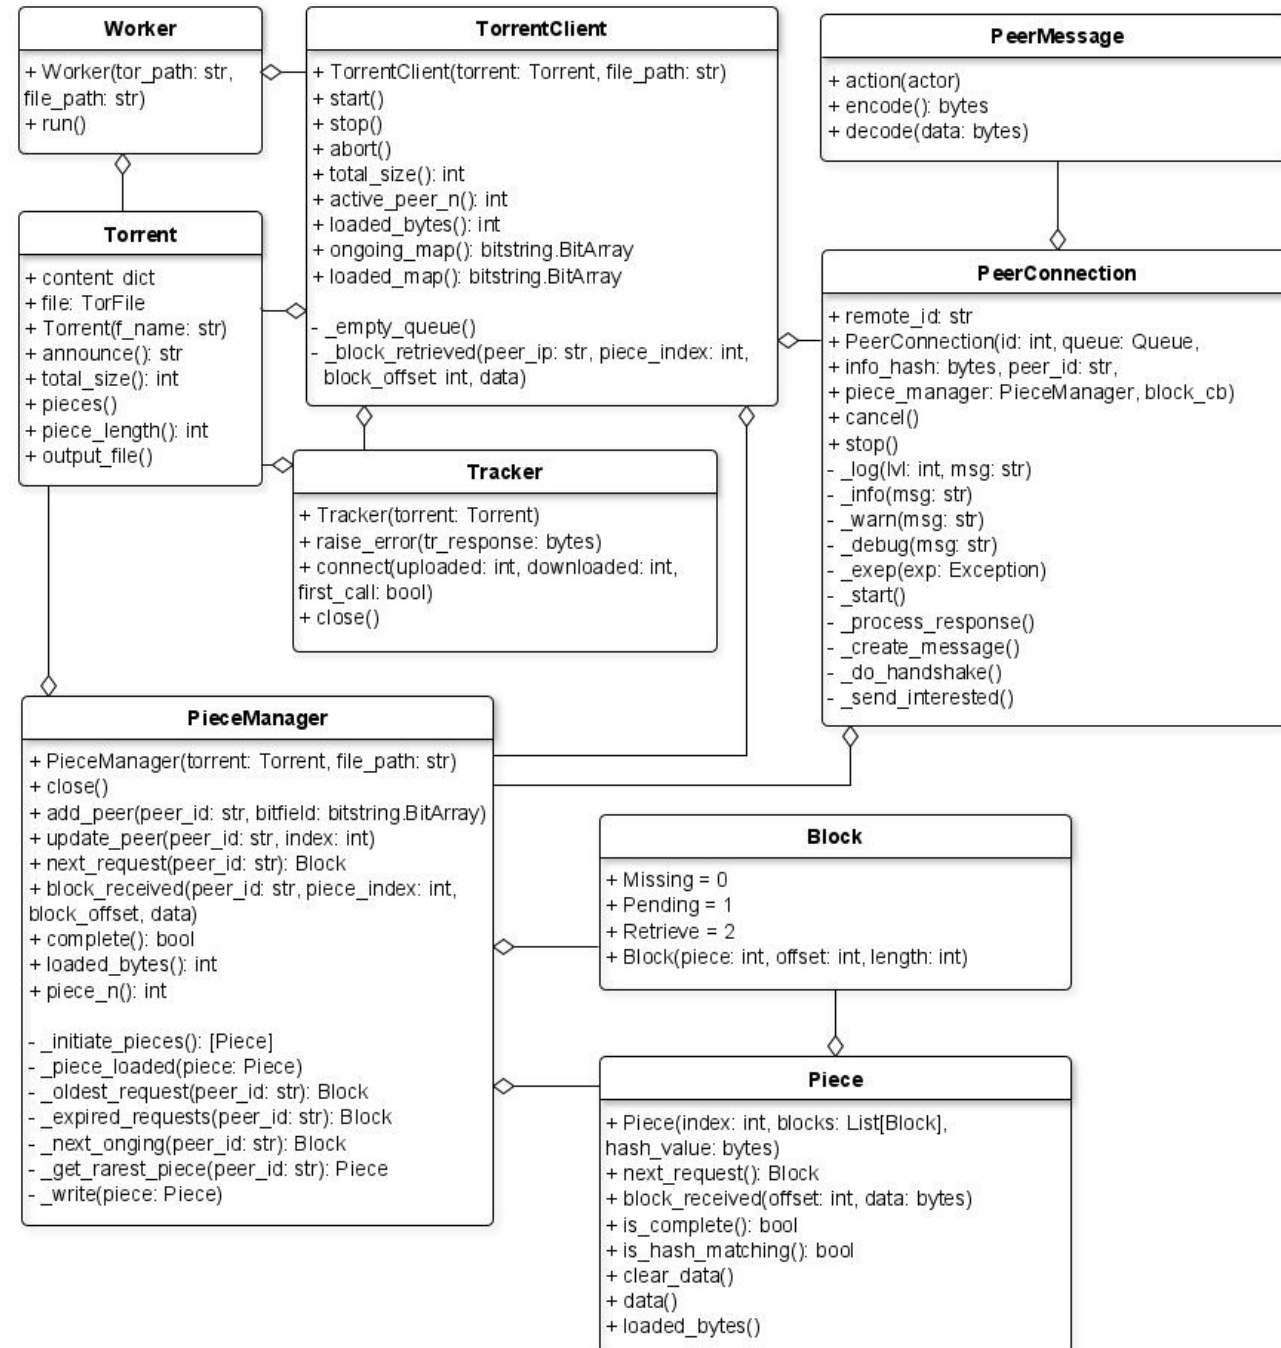 Worker
+ Worker(tor_path: str,
file_path: str)
+ run()
TorrentClient
+ TorrentClient(torrent: Torrent, file_path: str)
+ start()
+ stop()
+ abort()
+ total_size(): int
+ active_peer_n(): int
+ loaded_bytes(): int
+ ongoing_map(): bitstring.BitArray
+ loaded_map(): bitstring.BitArray
- _empty_queue()
- _block_retrieved(peer_ip: str, piece_index: int,
block_offset: int, data)
PeerMessage
+ action(actor)
+ encode(): bytes
+ decode(data: bytes)
Torrent
+ content: dict
+ file: TorFile
+ Torrent(f_name: str)
+ announce(): str
+ total_size(): int
+ pieces()
+ piece_length(): int
+ output_file()
PeerConnection
+ remote_id: str
+ PeerConnection(id: int, queue: Queue,
+ info_hash: bytes, peer_id: str,
+ piece_manager: PieceManager, block_cb)
+ cancel()
+ stop()
- _log(lvl: int, msg: str)
- _info(msg: str)
- _warn(msg: str)
- _debug(msg: str)
- _exep(exp: Exception)
- _start()
- _process_response()
- _create_message()
- _do_handshake()
- _send_interested()
Tracker
+ Tracker(torrent: Torrent)
+ raise_error(tr_response: bytes)
+ connect(uploaded: int, downloaded: int,
first_call: bool)
+ close()
PieceManager
+ PieceManager(torrent: Torrent, file_path: str)
+ close()
+ add_peer(peer_id: str, bitfield: bitstring.BitArray)
+ update_peer(peer_id: str, index: int)
+ next_request(peer_id: str): Block
+ block_received(peer_id: str, piece_index: int,
block_offset, data)
+ complete(): bool
+ loaded_bytes(): int
+ piece_n(): int
- _initiate_pieces(): [Piece]
- _piece_loaded(piece: Piece)
- _oldest_request(peer_id: str): Block
- _expired_requests(peer_id: str): Block
- _next_onging(peer_id: str): Block
- _get_rarest_piece(peer_id: str): Piece
- _write(piece: Piece)
Block
+ Missing = 0
+ Pending = 1
+ Retrieve = 2
+ Block(piece: int, offset: int, length: int)
Piece
+ Piece(index: int, blocks: List[Block],
hash_value: bytes)
+ next_request(): Block
+ block_received(offset: int, data: bytes)
+ is_complete(): bool
+ is_hash_matching(): bool
+ clear_data()
+ data()
+ loaded_bytes()